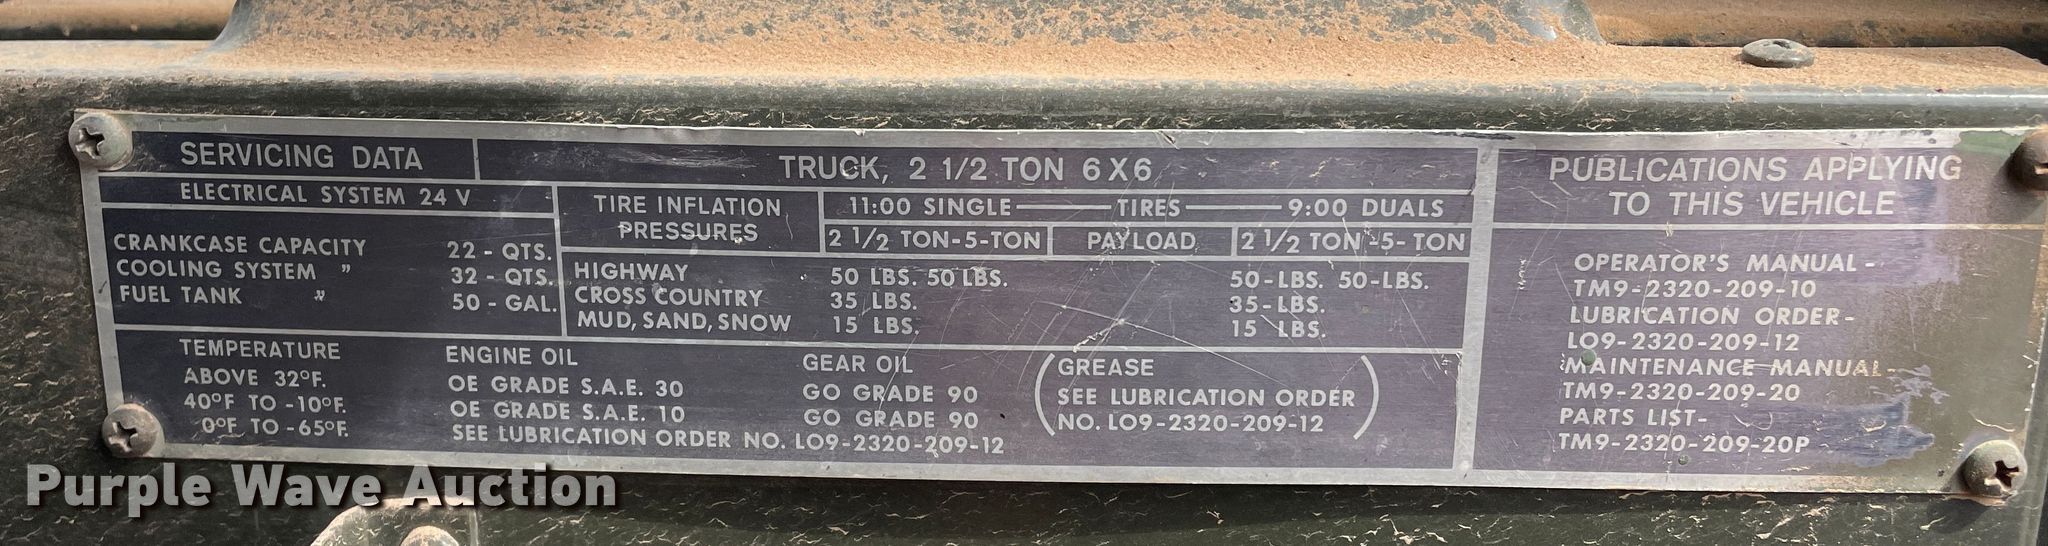 SERVICING DATA
TRUCK, 2 1/2 TON 6X6
ELECTRICAL SYSTEM 24 V
CRANKCASE CAPACITY 22 - QTS.
COOLING SYSTEM " 32 - QTS.
FUEL TANK " 50 - GAL.
TIRE INFLATION
PRESSURES
11:00 SINGLE — TIRES — 9:00 DUALS
2 1/2 TON-5-TON PAYLOAD 2 1/2 TON-5-TON
HIGHWAY 50 LBS. 50 LBS. 50-LBS. 50-LBS.
CROSS COUNTRY 35 LBS. 35-LBS.
MUD, SAND, SNOW 15 LBS. 15 LBS.
TEMPERATURE ENGINE OIL GEAR OIL
ABOVE 32°F. OE GRADE S.A.E. 30 GO GRADE 90
40°F TO -10°F. OE GRADE S.A.E. 10 GO GRADE 90
0°F TO -65°F. SEE LUBRICATION ORDER NO. LO9-2320-209-12
(GREASE
SEE LUBRICATION ORDER
NO. LO9-2320-209-12)
PUBLICATIONS APPLYING
TO THIS VEHICLE
OPERATOR'S MANUAL-
TM9-2320-209-10
LUBRICATION ORDER-
LO9-2320-209-12
MAINTENANCE MANUAL-
TM9-2320-209-20
PARTS LIST-
TM9-2320-209-20P
Purple Wave Auction